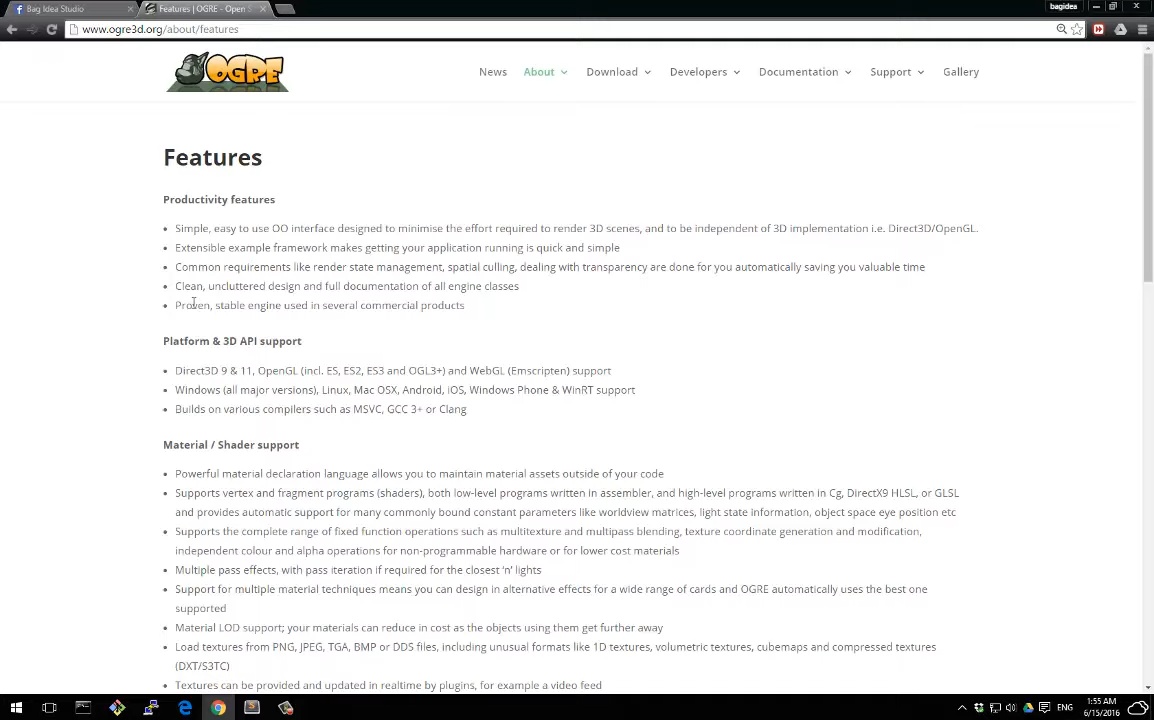 Bag Idea Studio
Features | OGRE - Open S
bagidea
www.ogre3d.org/about/features
OGRE
News About Download Developers Documentation Support Gallery
Features
Productivity features
Simple, easy to use OO interface designed to minimise the effort required to render 3D scenes, and to be independent of 3D implementation i.e. Direct3D/OpenGL.
Extensible example framework makes getting your application running is quick and simple
Common requirements like render state management, spatial culling, dealing with transparency are done for you automatically saving you valuable time
Clean, uncluttered design and full documentation of all engine classes
Proven, stable engine used in several commercial products
Platform & 3D API support
Direct3D 9 & 11, OpenGL (incl. ES, ES2, ES3 and OGL3+) and WebGL (Emscripten) support
Windows (all major versions), Linux, Mac OSX, Android, iOS, Windows Phone & WinRT support
Builds on various compilers such as MSVC, GCC 3+ or Clang
Material / Shader support
Powerful material declaration language allows you to maintain material assets outside of your code
Supports vertex and fragment programs (shaders), both low-level programs written in assembler, and high-level programs written in Cg, DirectX9 HLSL, or GLSL
and provides automatic support for many commonly bound constant parameters like worldview matrices, light state information, object space eye position etc
Supports the complete range of fixed function operations such as multitexture and multipass blending, texture coordinate generation and modification,
independent colour and alpha operations for non-programmable hardware or for lower cost materials
Multiple pass effects, with pass iteration if required for the closest ‘n’ lights
Support for multiple material techniques means you can design in alternative effects for a wide range of cards and OGRE automatically uses the best one
supported
Material LOD support; your materials can reduce in cost as the objects using them get further away
Load textures from PNG, JPEG, TGA, BMP or DDS files, including unusual formats like 1D textures, volumetric textures, cubemaps and compressed textures
(DXT/S3TC)
Textures can be provided and updated in realtime by plugins, for example a video feed
ENG
1:55 AM
6/15/2016